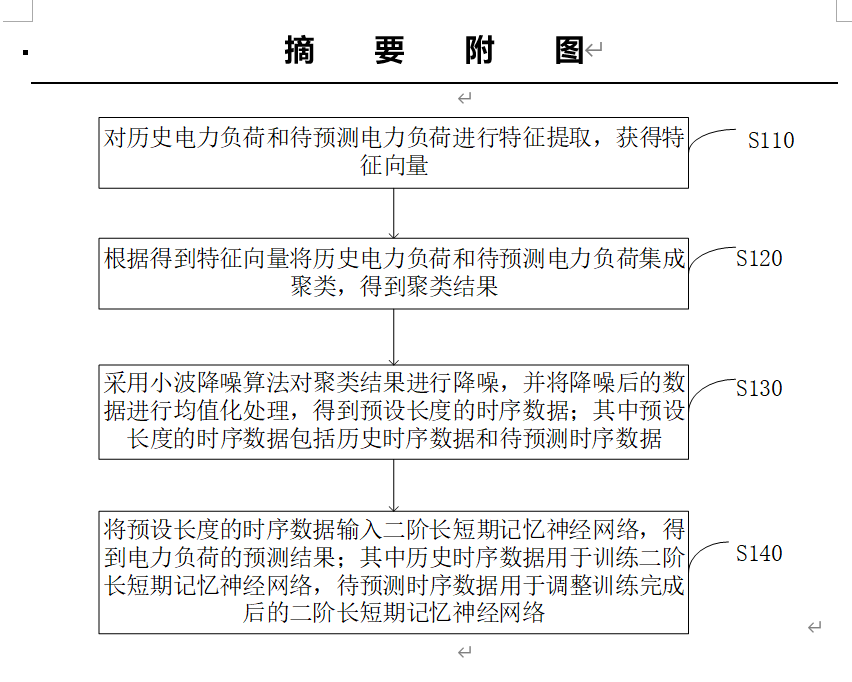 摘 要 附 图
对历史电力负荷和待预测电力负荷进行特征提取，获得特
征向量
S110
根据得到特征向量将历史电力负荷和待预测电力负荷集成
聚类，得到聚类结果
S120
采用小波降噪算法对聚类结果进行降噪，并将降噪后的数
据进行均值化处理，得到预设长度的时序数据；其中预设
长度的时序数据包括历史时序数据和待预测时序数据
S130
将预设长度的时序数据输入二阶长短期记忆神经网络，得
到电力负荷的预测结果；其中历史时序数据用于训练二阶
长短期记忆神经网络，待预测时序数据用于调整训练完成
后的二阶长短期记忆神经网络
S140